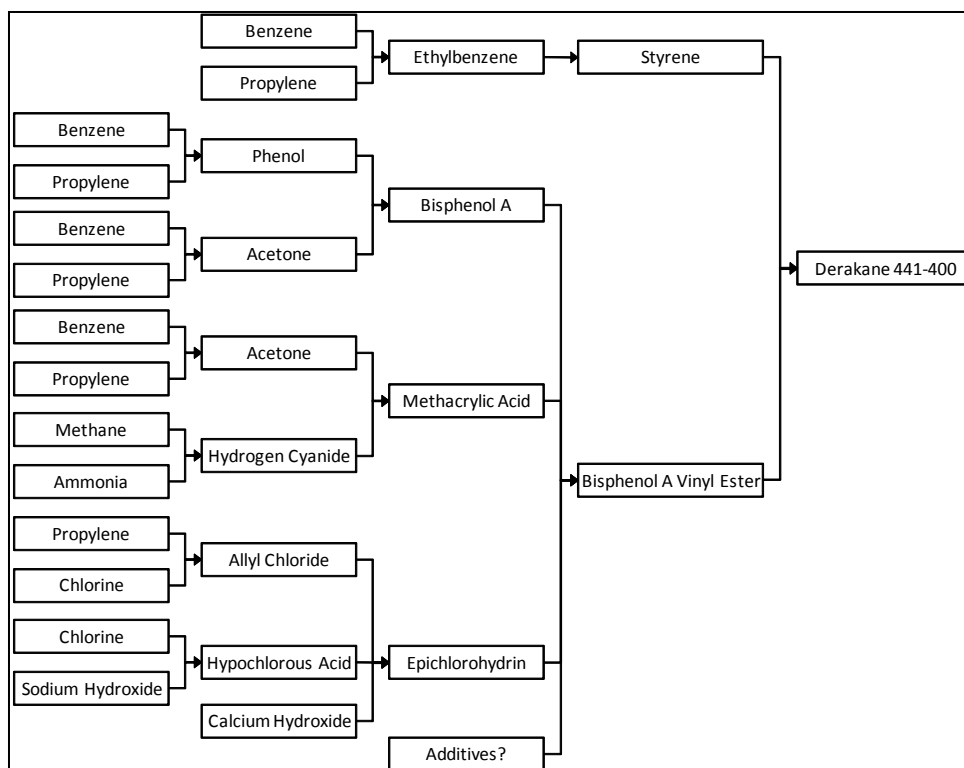 Benzene
Propylene
Ethylbenzene
Styrene
Benzene
Propylene
Phenol
Benzene
Propylene
Acetone
Bisphenol A
Benzene
Propylene
Acetone
Methane
Ammonia
Hydrogen Cyanide
Methacrylic Acid
Propylene
Chlorine
Allyl Chloride
Chlorine
Sodium Hydroxide
Hypochlorous Acid
Calcium Hydroxide
Epichlorohydrin
Additives?
Bisphenol A Vinyl Ester
Derakane 441-400